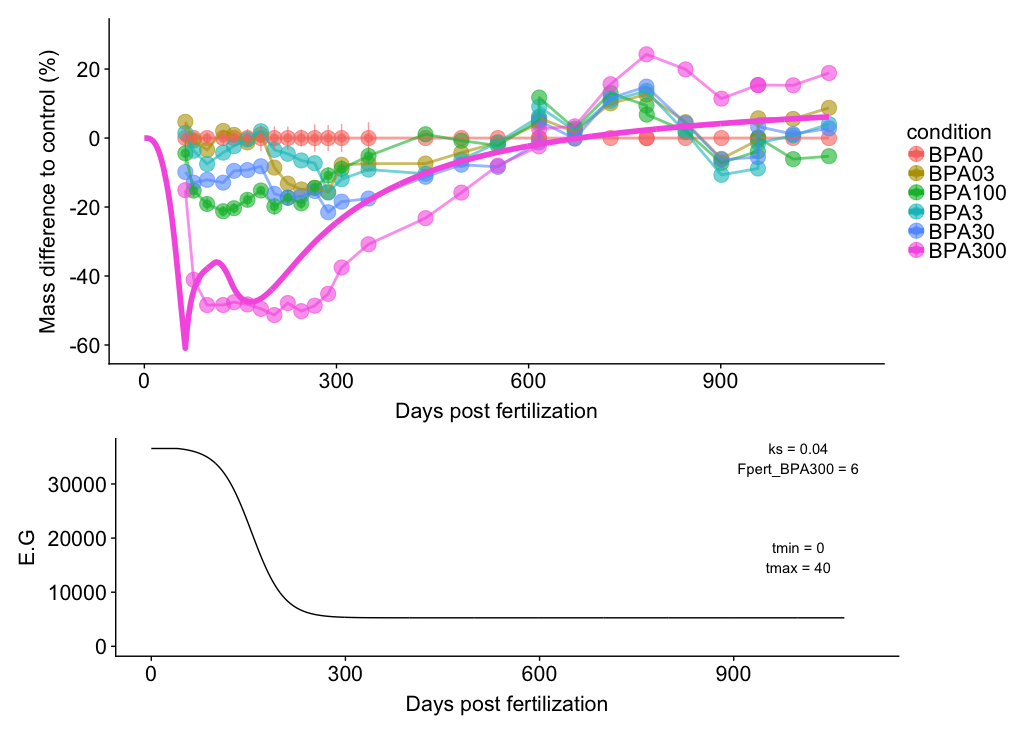 Mass difference to control (%)
20
0
-20
-40
-60
0 300 600 900
Days post fertilization
condition
BPA0
BPA03
BPA100
BPA3
BPA30
BPA300
E.G
30000
20000
10000
0
ks = 0.04
Fpert_BPA300 = 6
tmin = 0
tmax = 40
0 300 600 900
Days post fertilization